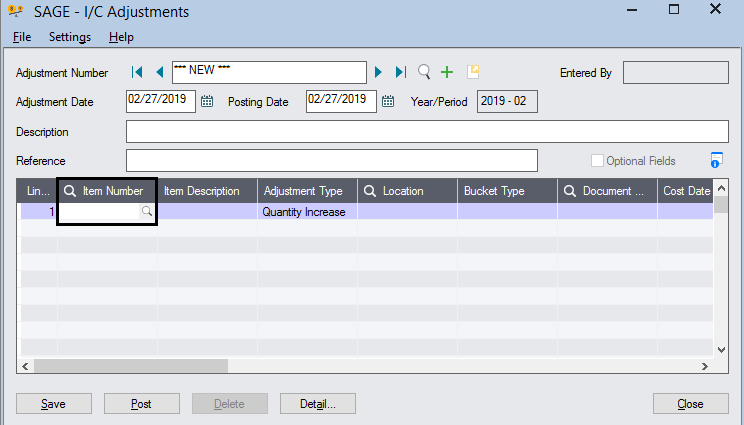 SAGE - I/C Adjustments
File Settings Help
Adjustment Number *** NEW *** Entered By
Adjustment Date 02/27/2019 Posting Date 02/27/2019 Year/Period 2019 - 02
Description
Reference Optional Fields
Lin... Item Number Item Description Adjustment Type Location Bucket Type Document ... Cost Date
1 Quantity Increase
Save Post Delete Detail... Close